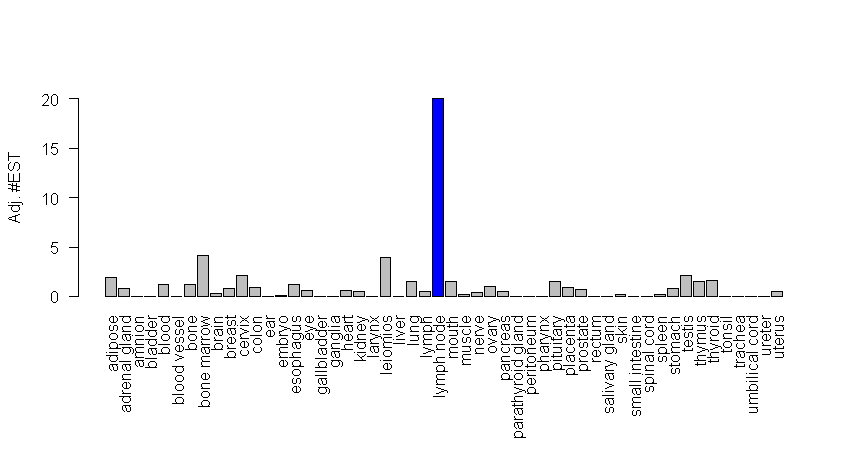 Adj. #EST
20
15
10
5
0
adipose
adrenal gland
amnion
bladder
blood
blood vessel
bone
bone marrow
brain
breast
cervix
colon
ear
embryo
esophagus
eye
gallbladder
ganglia
heart
kidney
larynx
leiomios
liver
lung
lymph
lymph node
mouth
muscle
nerve
ovary
pancreas
parathyroid gland
peritoneum
pharynx
pituitary
placenta
prostate
rectum
salivary gland
skin
small intestine
spinal cord
spleen
stomach
testis
thymus
thyroid
tonsil
trachea
umbilical cord
ureter
uterus